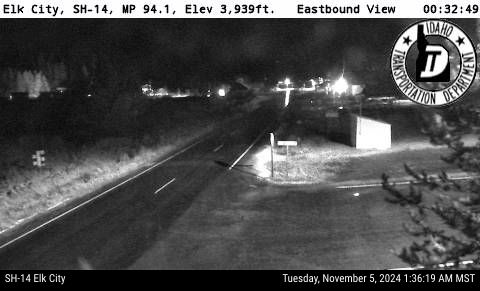 Elk City, SH-14, MP 94.1, Elev 3,939ft. Eastbound View 00:32:49
IDAHO
TRANSPORTATION DEPARTMENT
SH-14 Elk City Tuesday, November 5, 2024 1:36:19 AM MST